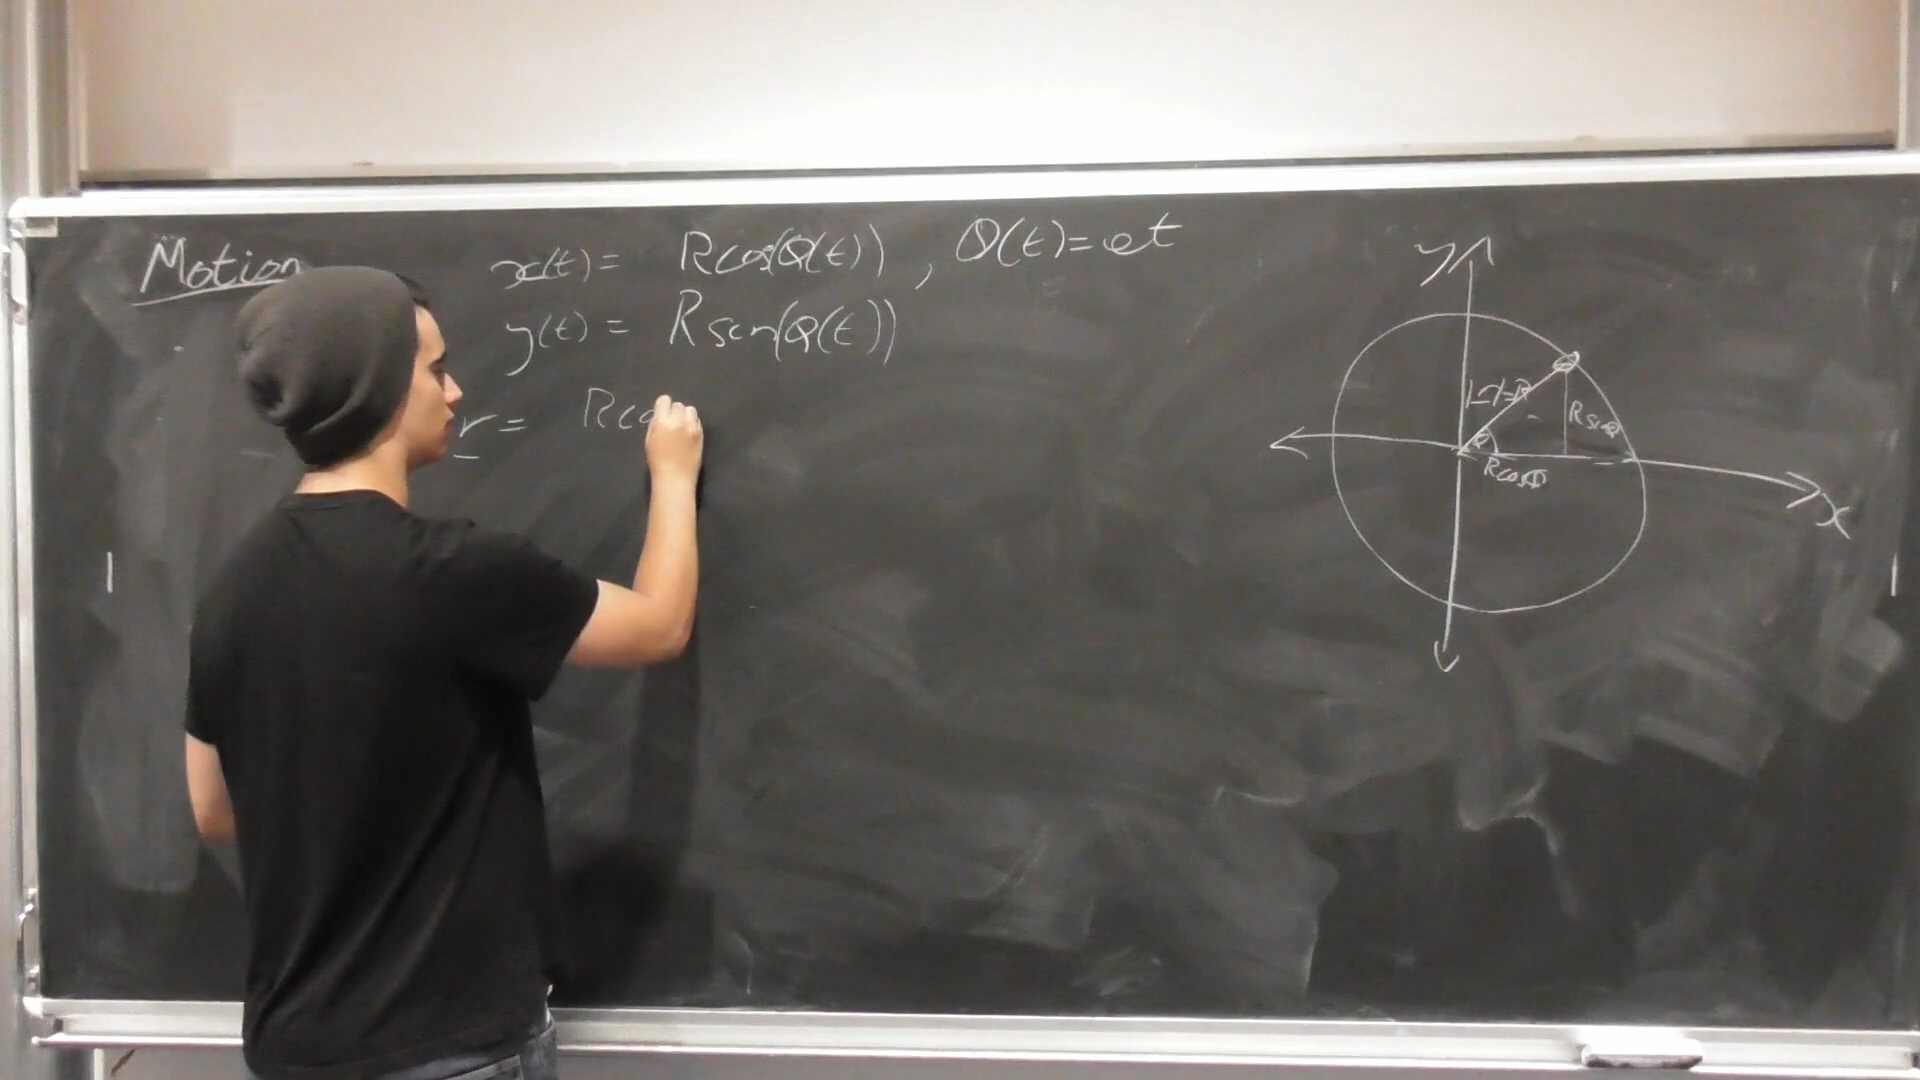 Motion
x(t) = Rcos(θ(t)) , θ(t) = et
y(t) = Rsin(θ(t))
r = Rco
y
|r|=R
Rsinθ
θ
Rcosθ
x